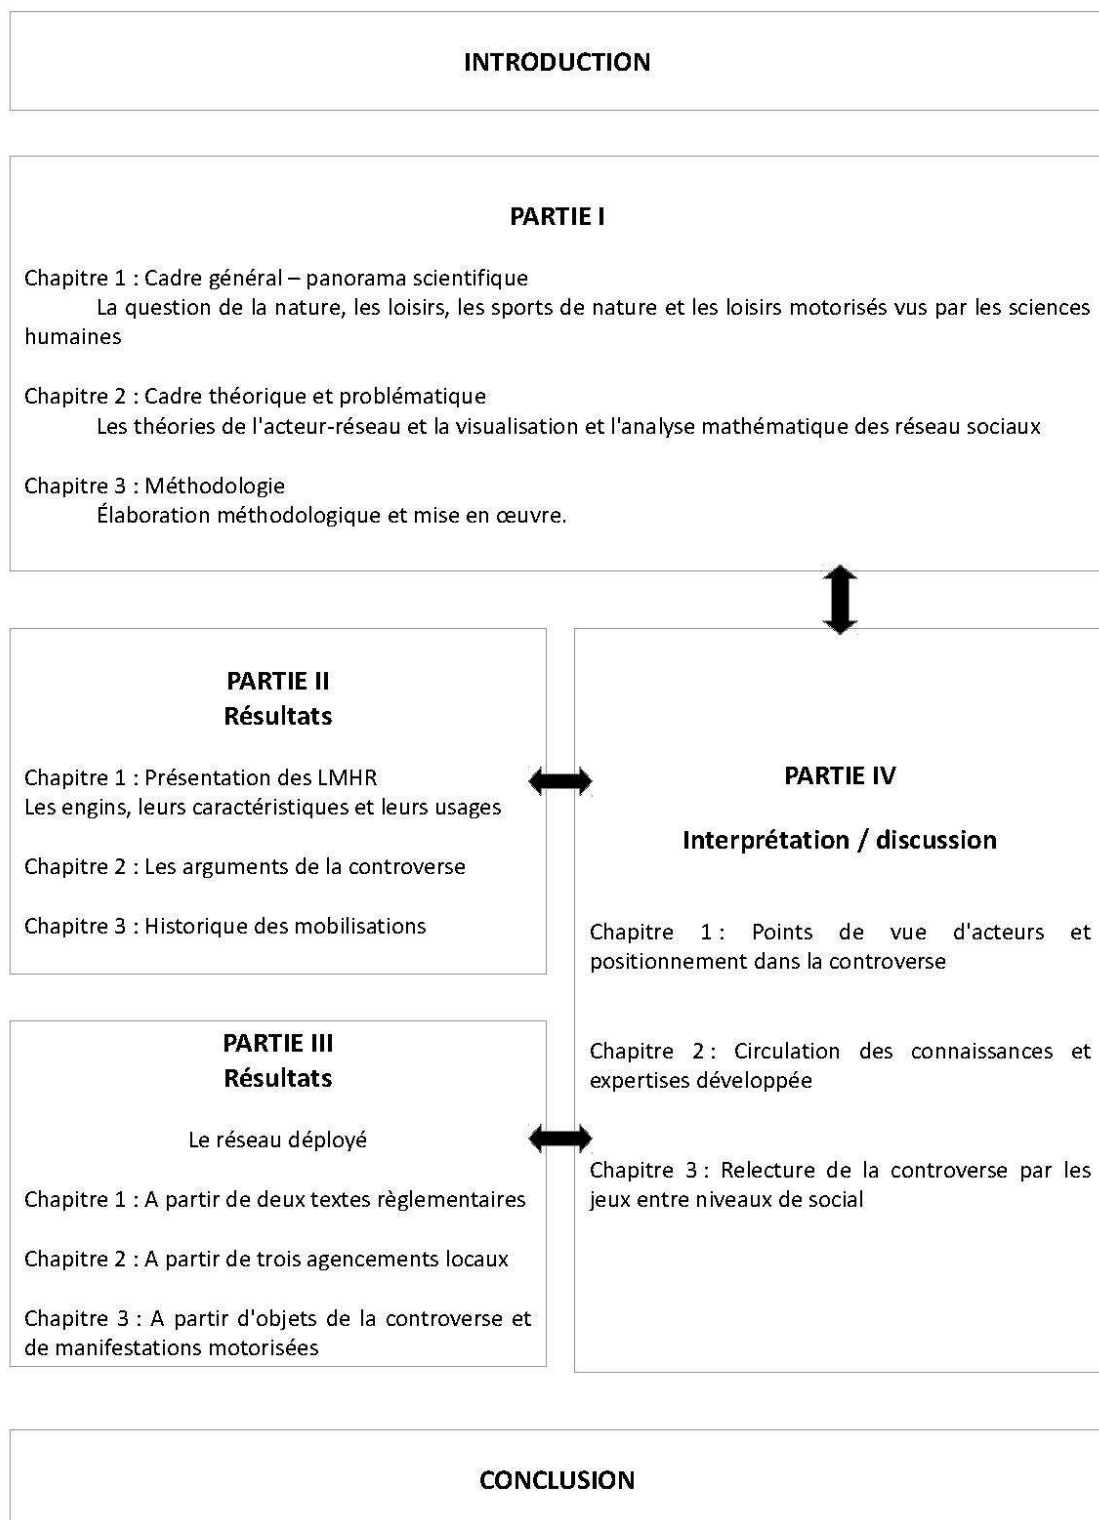 INTRODUCTION
PARTIE I
Chapitre 1 : Cadre général – panorama scientifique
La question de la nature, les loisirs, les sports de nature et les loisirs motorisés vus par les sciences
humaines
Chapitre 2 : Cadre théorique et problématique
Les théories de l'acteur-réseau et la visualisation et l'analyse mathématique des réseau sociaux
Chapitre 3 : Méthodologie
Élaboration méthodologique et mise en œuvre.
PARTIE II
Résultats
Chapitre 1 : Présentation des LMHR
Les engins, leurs caractéristiques et leurs usages
Chapitre 2 : Les arguments de la controverse
Chapitre 3 : Historique des mobilisations
PARTIE III
Résultats
Le réseau déployé
Chapitre 1 : A partir de deux textes règlementaires
Chapitre 2 : A partir de trois agencements locaux
Chapitre 3 : A partir d'objets de la controverse et
de manifestations motorisées
PARTIE IV
Interprétation / discussion
Chapitre 1 : Points de vue d'acteurs et
positionnement dans la controverse
Chapitre 2 : Circulation des connaissances et
expertises développée
Chapitre 3 : Relecture de la controverse par les
jeux entre niveaux de social
CONCLUSION